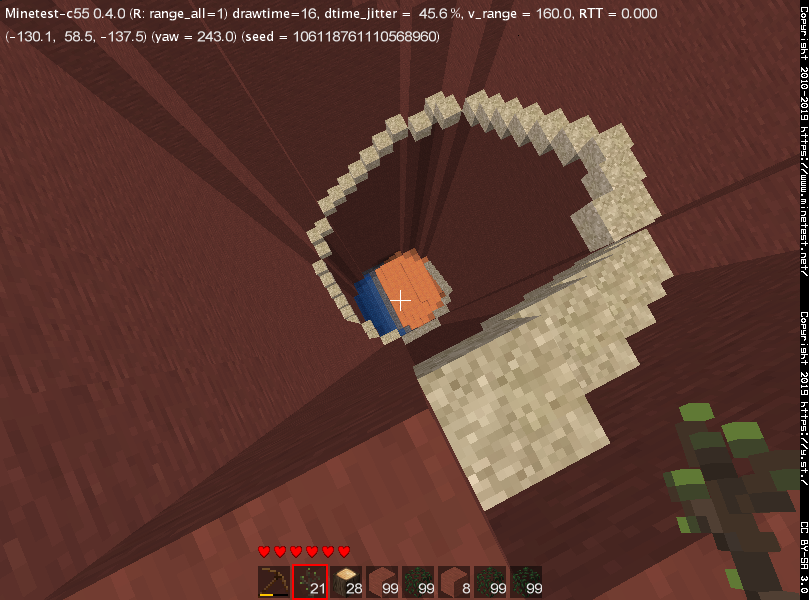 Minetest-c55 0.4.0 (R: range_all=1) drawtime=16, dtime_jitter = 45.6 %, v_range = 160.0, RTT = 0.000
(-130.1, 58.5, -137.5) (yaw = 243.0) (seed = 106118761110568960)
Copyright 2010-2019 https://www.minetest.net/
Copyright 2019 https://y.st./
CC BY-SA 3.0
21 28 99 99 8 99 99